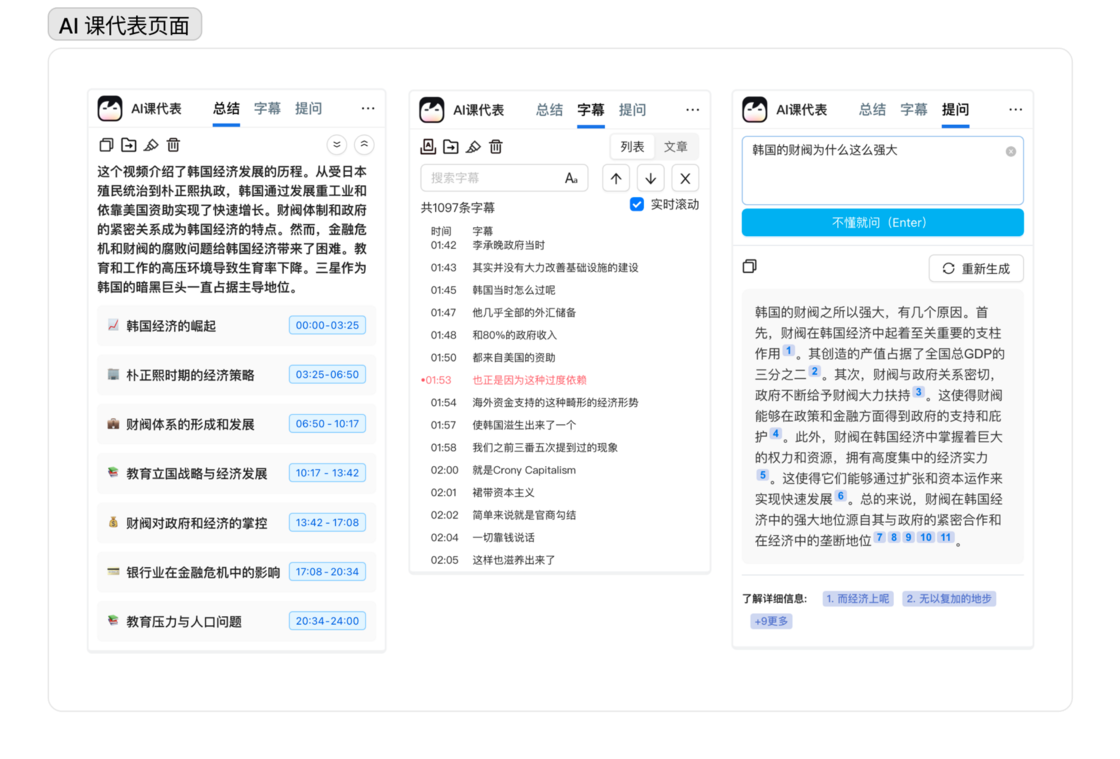 AI 课代表页面
AI课代表 总结 字幕 提问 ...
这个视频介绍了韩国经济发展的历程。从受日本
殖民统治到朴正熙执政，韩国通过发展重工业和
依靠美国资助实现了快速增长。财阀体制和政府
的紧密关系成为韩国经济的特点。然而，金融危
机和财阀的腐败问题给韩国经济带来了困难。教
育和工作的高压环境导致生育率下降。三星作为
韩国的暗黑巨头一直占据主导地位。
韩国经济的崛起 00:00-03:25
朴正熙时期的经济策略 03:25-06:50
财阀体系的形成和发展 06:50 - 10:17
教育立国战略与经济发展 10:17 - 13:42
财阀对政府和经济的掌控 13:42 - 17:08
银行业在金融危机中的影响 17:08 - 20:34
教育压力与人口问题 20:34-24:00
AI课代表 总结 字幕 提问 ...
列表 文章
搜索字幕 Aa
共1097条字幕 实时滚动
时间 字幕
01:42 李承晚政府当时
01:43 其实并没有大力改善基础设施的建设
01:45 韩国当时怎么过呢
01:47 他几乎全部的外汇储备
01:48 和80%的政府收入
01:50 都来自美国的资助
•01:53 也正是因为这种过度依赖
01:54 海外资金支持的这种畸形的经济形势
01:57 使韩国滋生出来了一个
01:58 我们之前三番五次提到过的现象
02:00 就是Crony Capitalism
02:01 裙带资本主义
02:02 简单来说就是官商勾结
02:04 一切靠钱说话
02:05 这样也滋养出来了
AI课代表 总结 字幕 提问 ...
韩国的财阀为什么这么强大
不懂就问（Enter）
重新生成
韩国的财阀之所以强大，有几个原因。首
先，财阀在韩国经济中起着至关重要的支柱
作用 1 。其创造的产值占据了全国总GDP的
三分之二 2 。其次，财阀与政府关系密切，
政府不断给予财阀大力扶持 3 。这使得财阀
能够在政策和金融方面得到政府的支持和庇
护 4 。此外，财阀在韩国经济中掌握着巨大
的权力和资源，拥有高度集中的经济实力
5 。这使得它们能够通过扩张和资本运作来
实现快速发展 6 。总的来说，财阀在韩国经
济中的强大地位源自其与政府的紧密合作和
在经济中的垄断地位 7 8 9 10 11 。
了解详细信息: 1. 而经济上呢 2. 无以复加的地步
+9更多